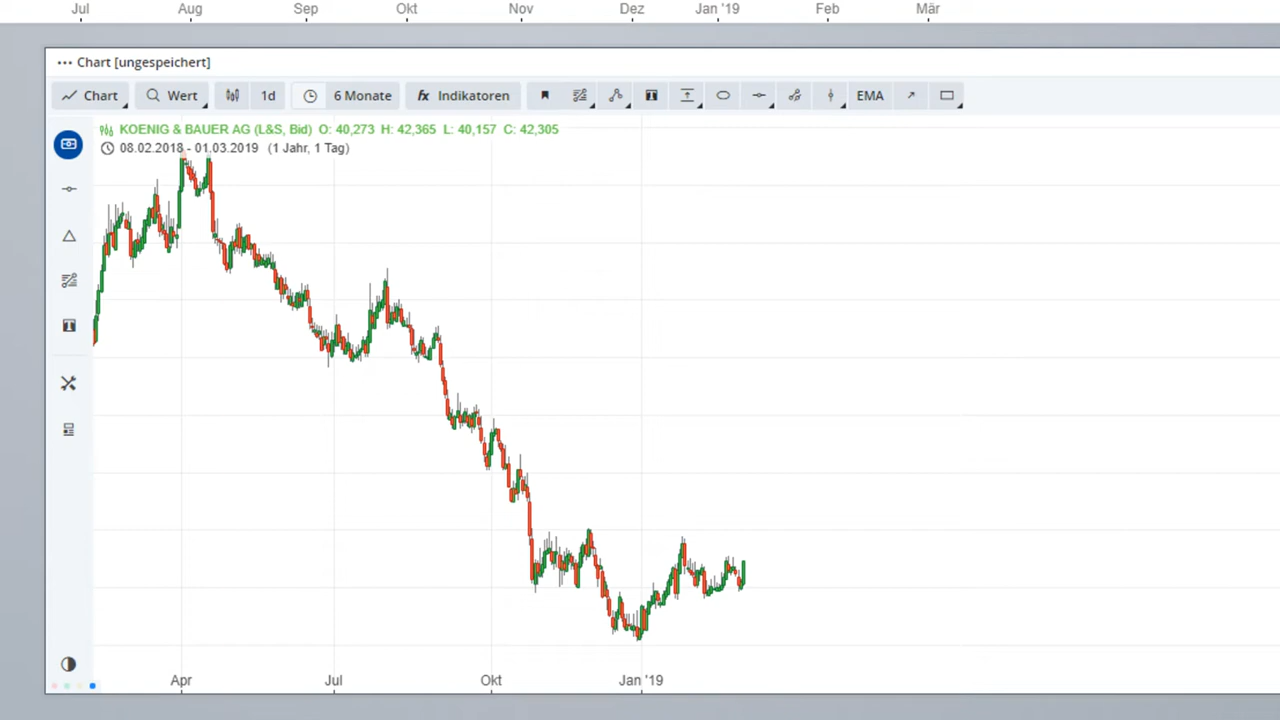 Jul Aug Sep Okt Nov Dez Jan '19 Feb Mär
Chart [ungespeichert]
Chart Wert 1d 6 Monate fx Indikatoren T EMA
KOENIG & BAUER AG (L&S, Bid) O: 40,273 H: 42,365 L: 40,157 C: 42,305
08.02.2018 - 01.03.2019 (1 Jahr, 1 Tag)
T
Apr Jul Okt Jan '19